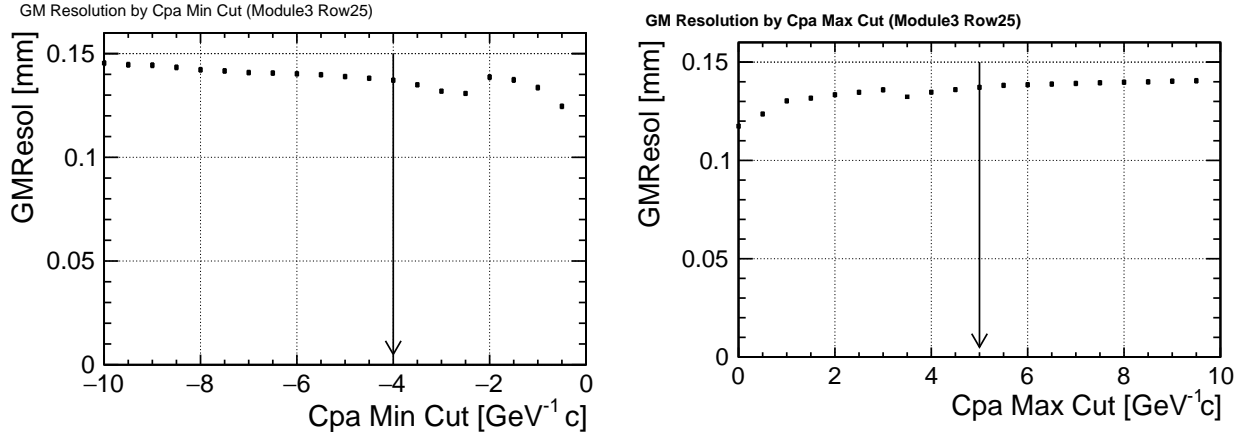 GM Resolution by Cpa Min Cut (Module3 Row25)
GMResol [mm]
0.15
0.1
0.05
0
−10 −8 −6 −4 −2 0
Cpa Min Cut [GeV⁻¹ c]
GM Resolution by Cpa Max Cut (Module3 Row25)
GMResol [mm]
0.15
0.1
0.05
0
0 2 4 6 8 10
Cpa Max Cut [GeV⁻¹c]